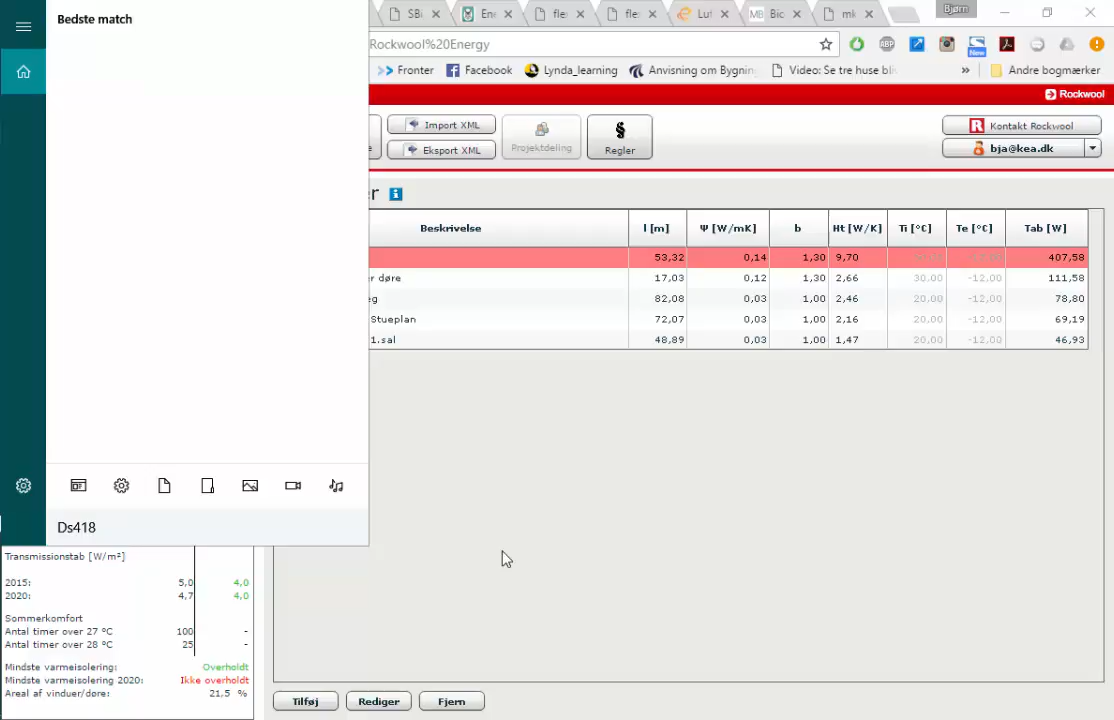 Bedste match
SBi
Ene
fle
fle
Luf
MB Bic
mk
Bjørn
Rockwool%20Energy
ABP
New
Fronter
Facebook
Lynda_learning
Anvisning om Bygnin
Video: Se tre huse bli
»
Andre bogmærker
Rockwool
Import XML
Eksport XML
Projektdeling
§
Regler
R Kontakt Rockwool
bja@kea.dk
er i
Beskrivelse l [m] Ψ [W/mK] b Ht [W/K] Ti [°C] Te [°C] Tab [W]
53,32 0,14 1,30 9,70 407,58
er døre 17,03 0,12 1,30 2,66 30,00 -12,00 111,58
eg 82,08 0,03 1,00 2,46 20,00 -12,00 78,80
Stueplan 72,07 0,03 1,00 2,16 20,00 -12,00 69,19
1.sal 48,89 0,03 1,00 1,47 20,00 -12,00 46,93
Ds418
Transmissionstab [W/m²]
2015: 5,0 4,0
2020: 4,7 4,0
Sommerkomfort
Antal timer over 27 °C 100 -
Antal timer over 28 °C 25 -
Mindste varmeisolering: Overholdt
Mindste varmeisolering 2020: Ikke overholdt
Areal af vinduer/døre: 21,5 %
Tilføj
Rediger
Fjern